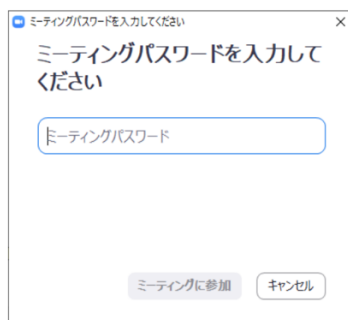 ミーティングパスワードを入力してください
ミーティングパスワードを入力して
ください
ミーティングパスワード
ミーティングに参加
キャンセル